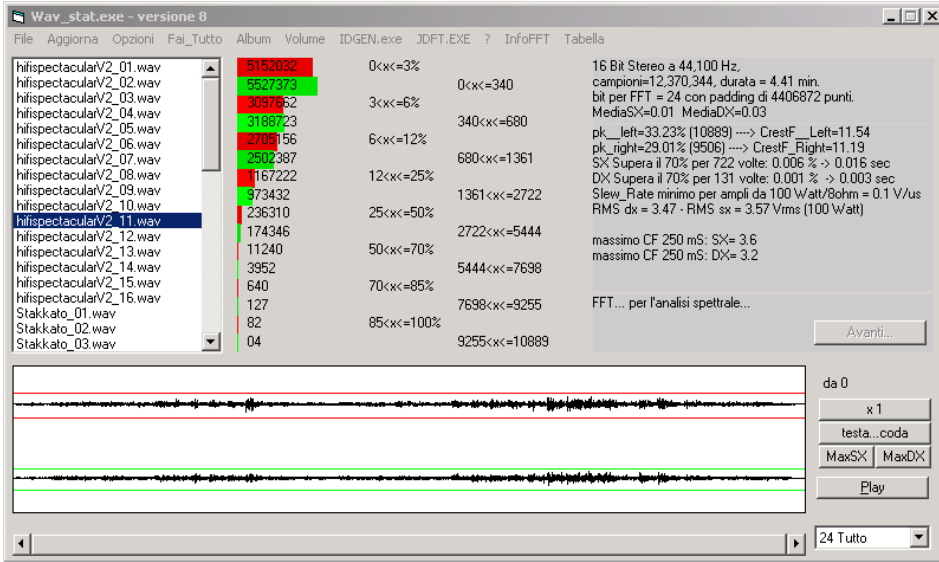 Wav_stat.exe - versione 8
File Aggiorna Opzioni Fai_Tutto Album Volume IDGEN.exe JDFT.EXE ? InfoFFT Tabella
hifispectacularV2_01.wav
hifispectacularV2_02.wav
hifispectacularV2_03.wav
hifispectacularV2_04.wav
hifispectacularV2_05.wav
hifispectacularV2_06.wav
hifispectacularV2_07.wav
hifispectacularV2_08.wav
hifispectacularV2_09.wav
hifispectacularV2_10.wav
hifispectacularV2_11.wav
hifispectacularV2_12.wav
hifispectacularV2_13.wav
hifispectacularV2_14.wav
hifispectacularV2_15.wav
hifispectacularV2_16.wav
Stakkato_01.wav
Stakkato_02.wav
Stakkato_03.wav
5152032 0<x<=3%
5527373 0<x<=340
3097662 3<x<=6%
3188723 340<x<=680
2705156 6<x<=12%
2502387 680<x<=1361
1167222 12<x<=25%
973432 1361<x<=2722
236310 25<x<=50%
174346 2722<x<=5444
11240 50<x<=70%
3952 5444<x<=7698
640 70<x<=85%
127 7698<x<=9255
82 85<x<=100%
04 9255<x<=10889
16 Bit Stereo a 44,100 Hz,
campioni=12,370,344, durata = 4.41 min.
bit per FFT = 24 con padding di 4406872 punti.
MediaSX=0.01 MediaDX=0.03
pk__left=33.23% (10889) ----> CrestF__Left=11.54
pk_right=29.01% (9506) ----> CrestF_Right=11.19
SX Supera il 70% per 722 volte: 0.006 % -> 0.016 sec
DX Supera il 70% per 131 volte: 0.001 % -> 0.003 sec
Slew_Rate minimo per ampli da 100 Watt/8ohm = 0.1 V/us
RMS dx = 3.47 - RMS sx = 3.57 Vrms (100 Watt)
massimo CF 250 mS: SX= 3.6
massimo CF 250 mS: DX= 3.2
FFT... per l'analisi spettrale...
Avanti...
da 0
x 1
testa...coda
MaxSX MaxDX
Play
24 Tutto